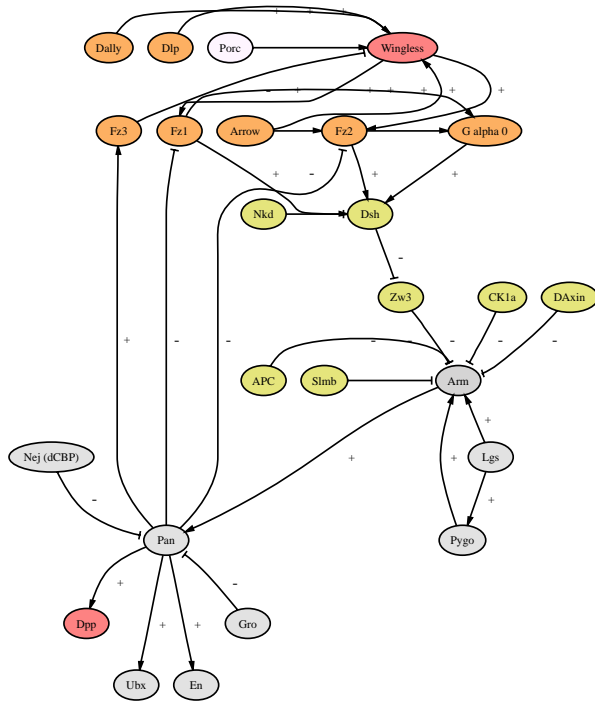 + + +
Dally
Dlp
Porc
Wingless
- + + + + + +
Fz3
Fz1
Arrow
Fz2
G alpha 0
+ - + +
Nkd
Dsh
-
Zw3
CK1a
DAxin
+ - - - - - - -
APC
Slmb
Arm
+ + +
Nej (dCBP)
Lgs
- +
Pan
Pygo
+ -
Dpp
Gro
+ +
Ubx
En